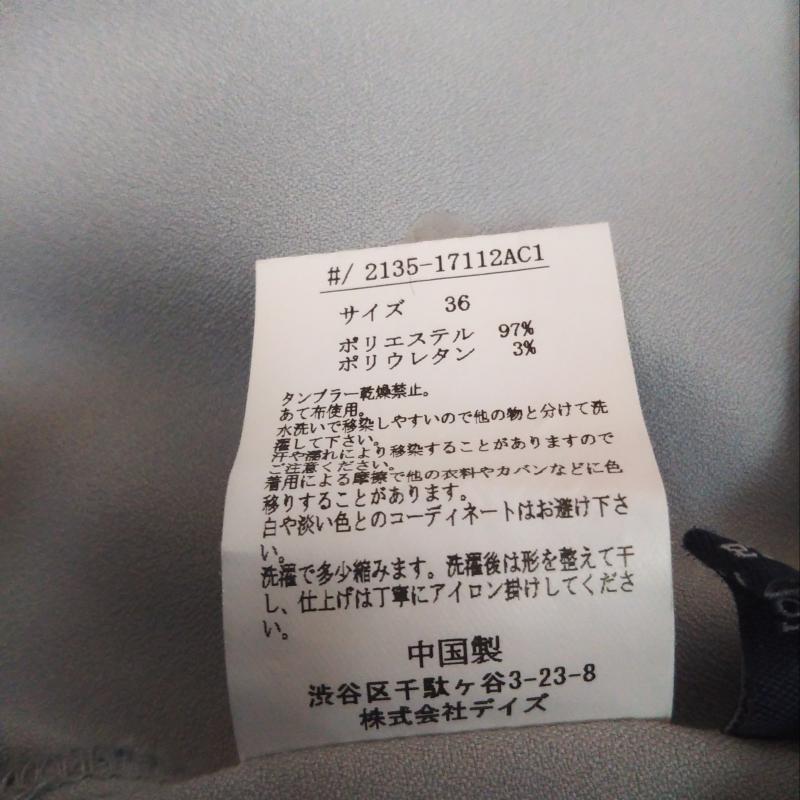 #/ 2135-17112AC1
サイズ 36
ポリエステル 97%
ポリウレタン 3%
タンブラー乾燥禁止。
あて布使用。
水洗いで移染しやすいので他の物と分けて洗
濯して下さい。
汗や濡れにより移染することがありますので
ご注意ください。
着用による摩擦で他の衣料やカバンなどに色
移りすることがあります。
白や淡い色とのコーディネートはお避け下さ
い。
洗濯で多少縮みます。洗濯後は形を整えて干
し、仕上げは丁寧にアイロン掛けしてくださ
い。
中国製
渋谷区千駄ヶ谷3-23-8
株式会社デイズ